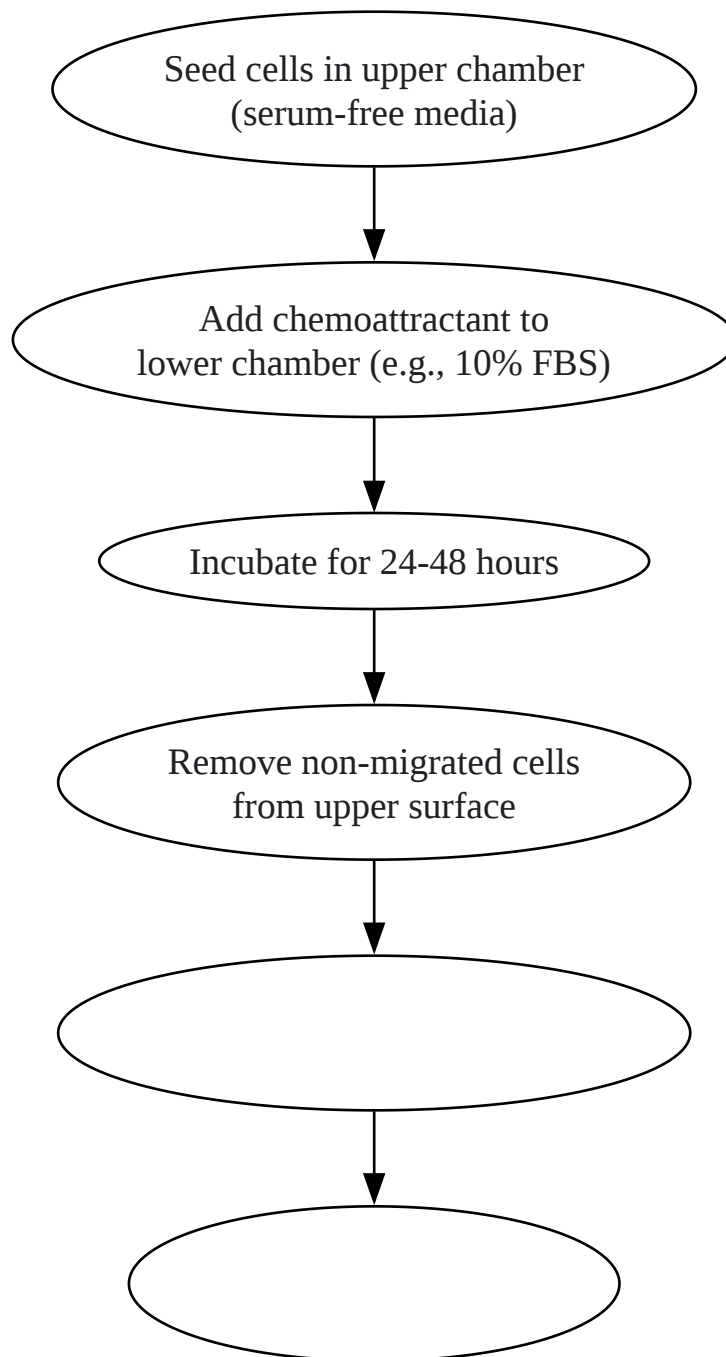 Seed cells in upper chamber
(serum-free media)
Add chemoattractant to
lower chamber (e.g., 10% FBS)
Incubate for 24-48 hours
Remove non-migrated cells
from upper surface